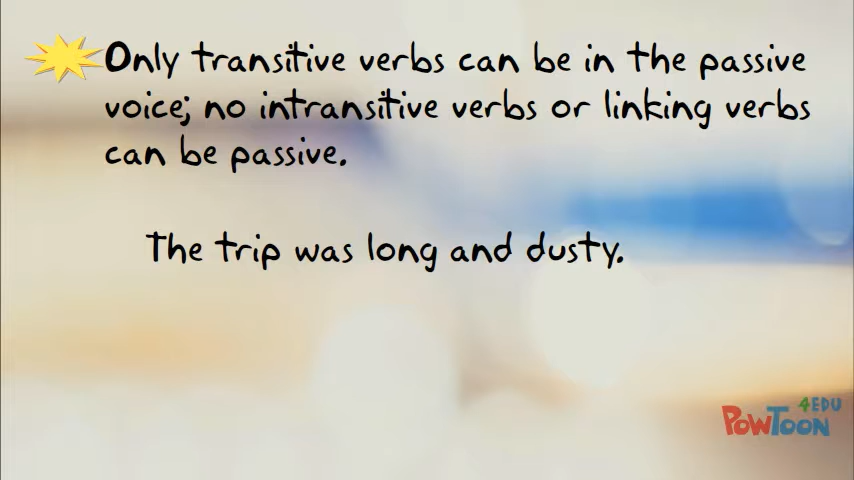 Only transitive verbs can be in the passive
voice; no intransitive verbs or linking verbs
can be passive.
The trip was long and dusty.
4EDU
POWTOON